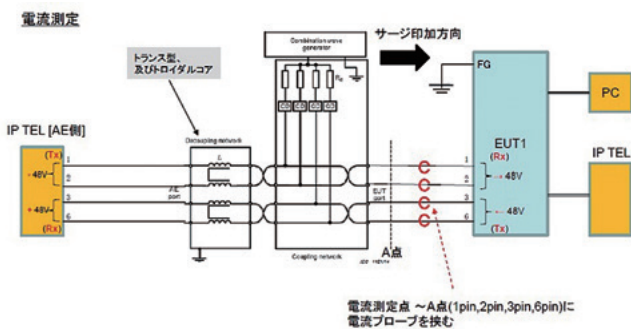 電流測定
Combination wave generator
サージ印加方向
トランス型、
及びトロイダルコア
FG
PC
IP TEL [AE側]
Decoupling network
EUT1
IP TEL
(Tx)
(Rx)
1
L
1
-48V
AE port
EUT port
-48V
2
2
3
3
+48V
-48V
6
6
(Rx)
(Tx)
A点
Coupling network
電流測定点 ～A点(1pin,2pin,3pin,6pin)に
電流プローブを挟む